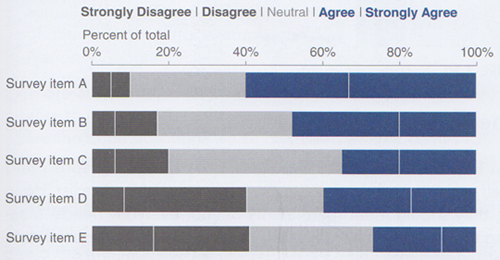 Strongly Disagree | Disagree | Neutral | Agree | Strongly Agree
Percent of total
0% 20% 40% 60% 80% 100%
Survey item A
Survey item B
Survey item C
Survey item D
Survey item E